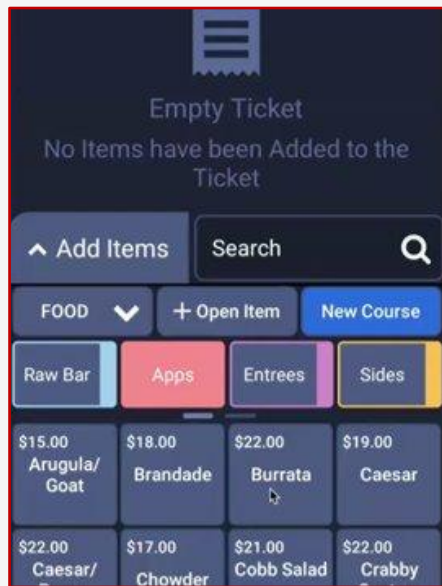 Empty Ticket
No Items have been Added to the
Ticket
Add Items
Search
FOOD
+ Open Item
New Course
Raw Bar
Apps
Entrees
Sides
$15.00
Arugula/
Goat
$18.00
Brandade
$22.00
Burrata
$19.00
Caesar
$22.00
Caesar/
$17.00
Chowder
$21.00
Cobb Salad
$22.00
Crabby